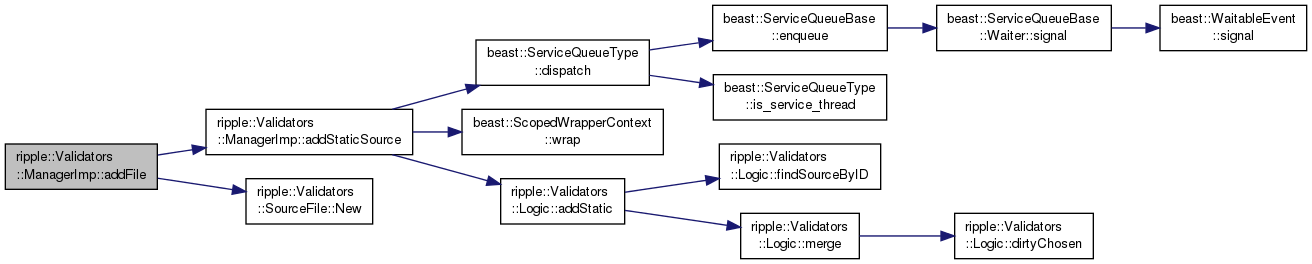 ripple::Validators
::ManagerImp::addFile
ripple::Validators
::ManagerImp::addStaticSource
ripple::Validators
::SourceFile::New
beast::ServiceQueueType
::dispatch
beast::ScopedWrapperContext
::wrap
ripple::Validators
::Logic::addStatic
beast::ServiceQueueBase
::enqueue
beast::ServiceQueueType
::is_service_thread
ripple::Validators
::Logic::findSourceByID
ripple::Validators
::Logic::merge
beast::ServiceQueueBase
::Waiter::signal
ripple::Validators
::Logic::dirtyChosen
beast::WaitableEvent
::signal